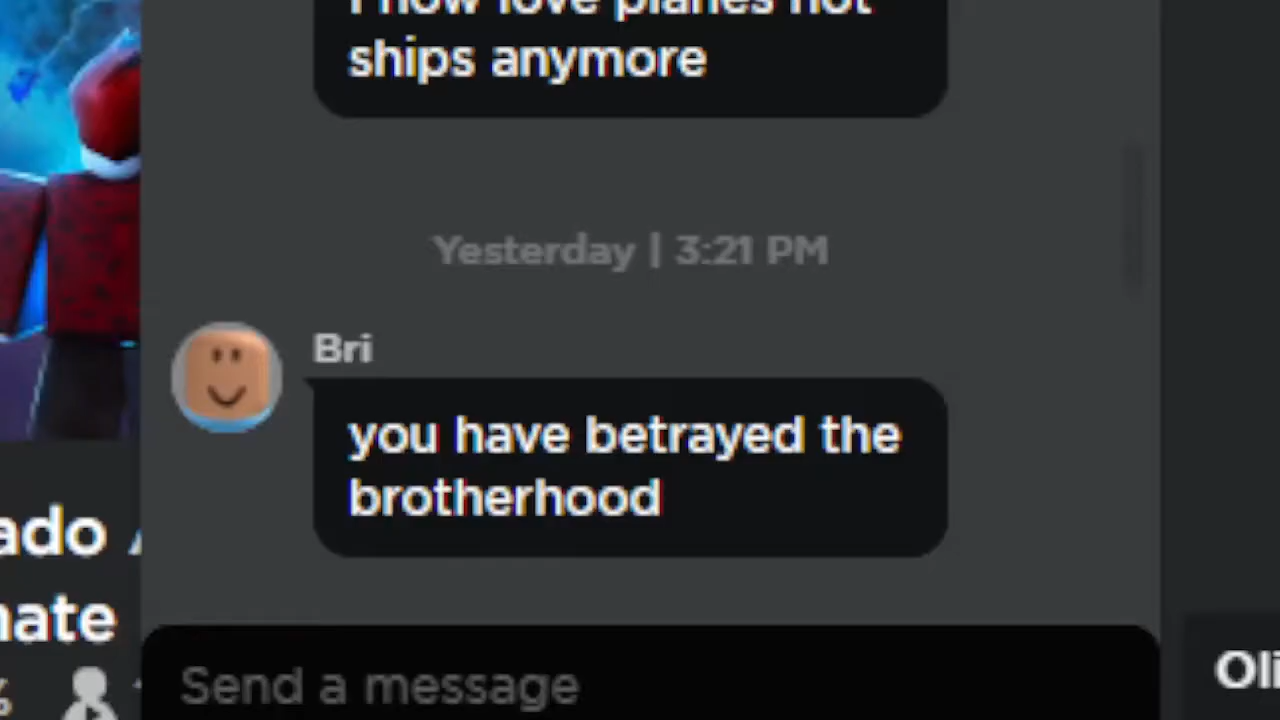 I now love planes not
ships anymore
Yesterday | 3:21 PM
Bri
you have betrayed the
brotherhood
ado
nate
Send a message
Oli